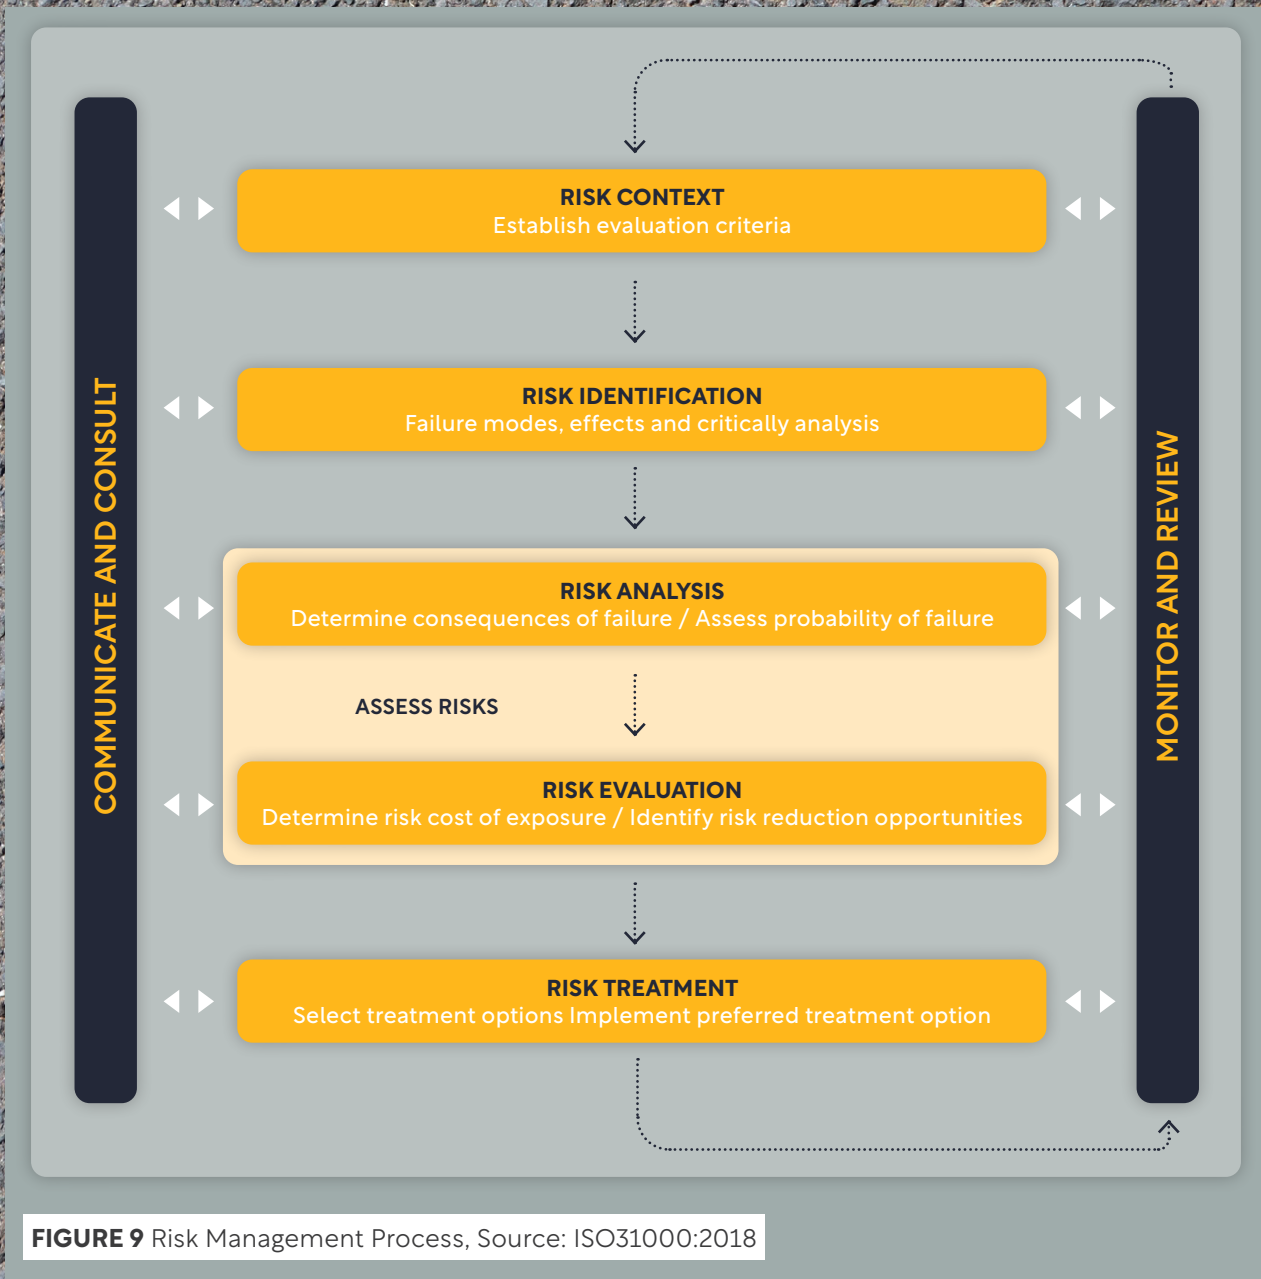 COMMUNICATE AND CONSULT
RISK CONTEXT
Establish evaluation criteria
RISK IDENTIFICATION
Failure modes, effects and critically analysis
RISK ANALYSIS
Determine consequences of failure / Assess probability of failure
ASSESS RISKS
RISK EVALUATION
Determine risk cost of exposure / Identify risk reduction opportunities
RISK TREATMENT
Select treatment options Implement preferred treatment option
MONITOR AND REVIEW
FIGURE 9 Risk Management Process, Source: ISO31000:2018